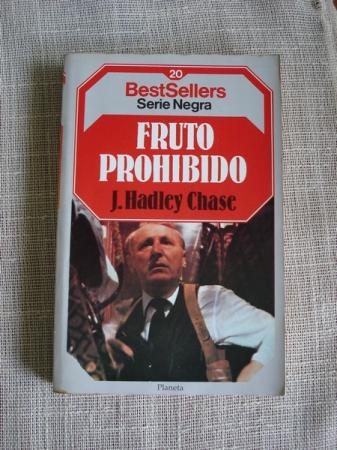 20
BestSellers
Serie Negra
FRUTO
PROHIBIDO
J. Hadley Chase
Planeta